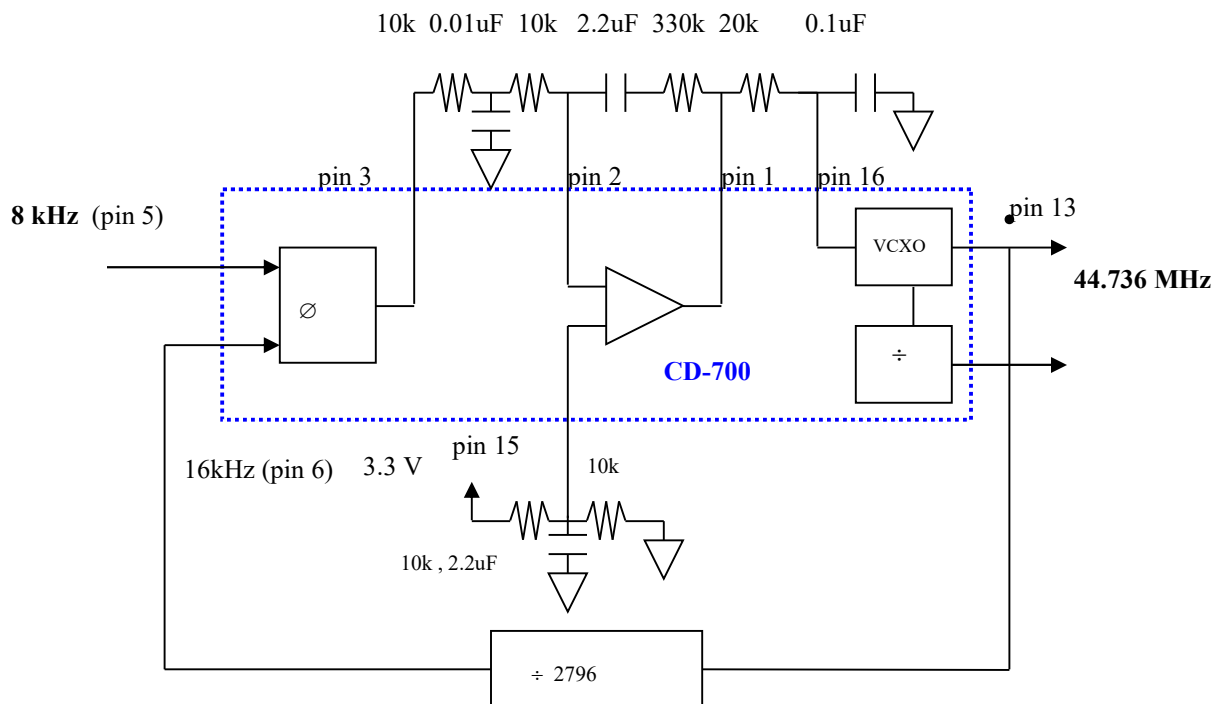 10k 0.01uF 10k 2.2uF 330k 20k 0.1uF
pin 3
pin 2
pin 1
pin 16
8 kHz (pin 5)
pin 13
VCXO
44.736 MHz
∅
÷
CD-700
16kHz (pin 6)
3.3 V
pin 15
10k
10k , 2.2uF
÷ 2796